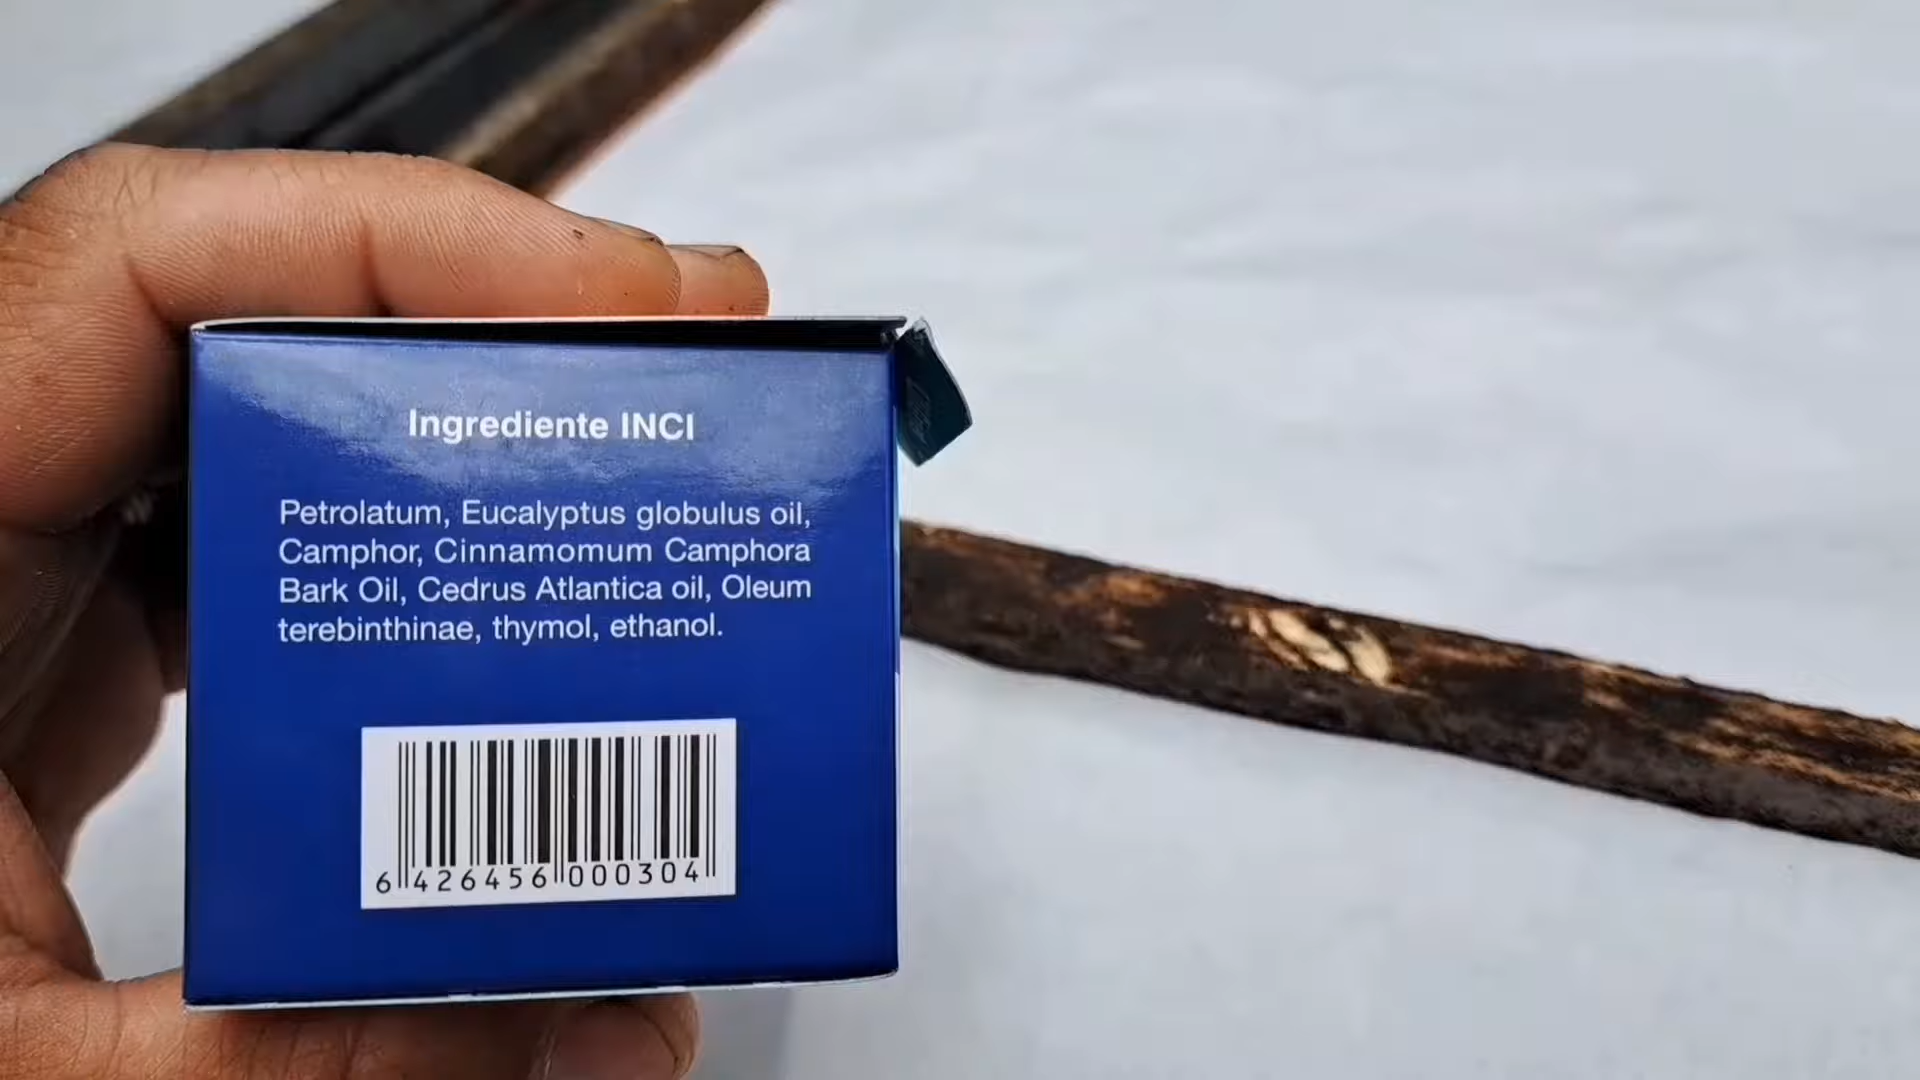 Ingrediente INCI
Petrolatum, Eucalyptus globulus oil,
Camphor, Cinnamomum Camphora
Bark Oil, Cedrus Atlantica oil, Oleum
terebinthinae, thymol, ethanol.
6 426456 000304